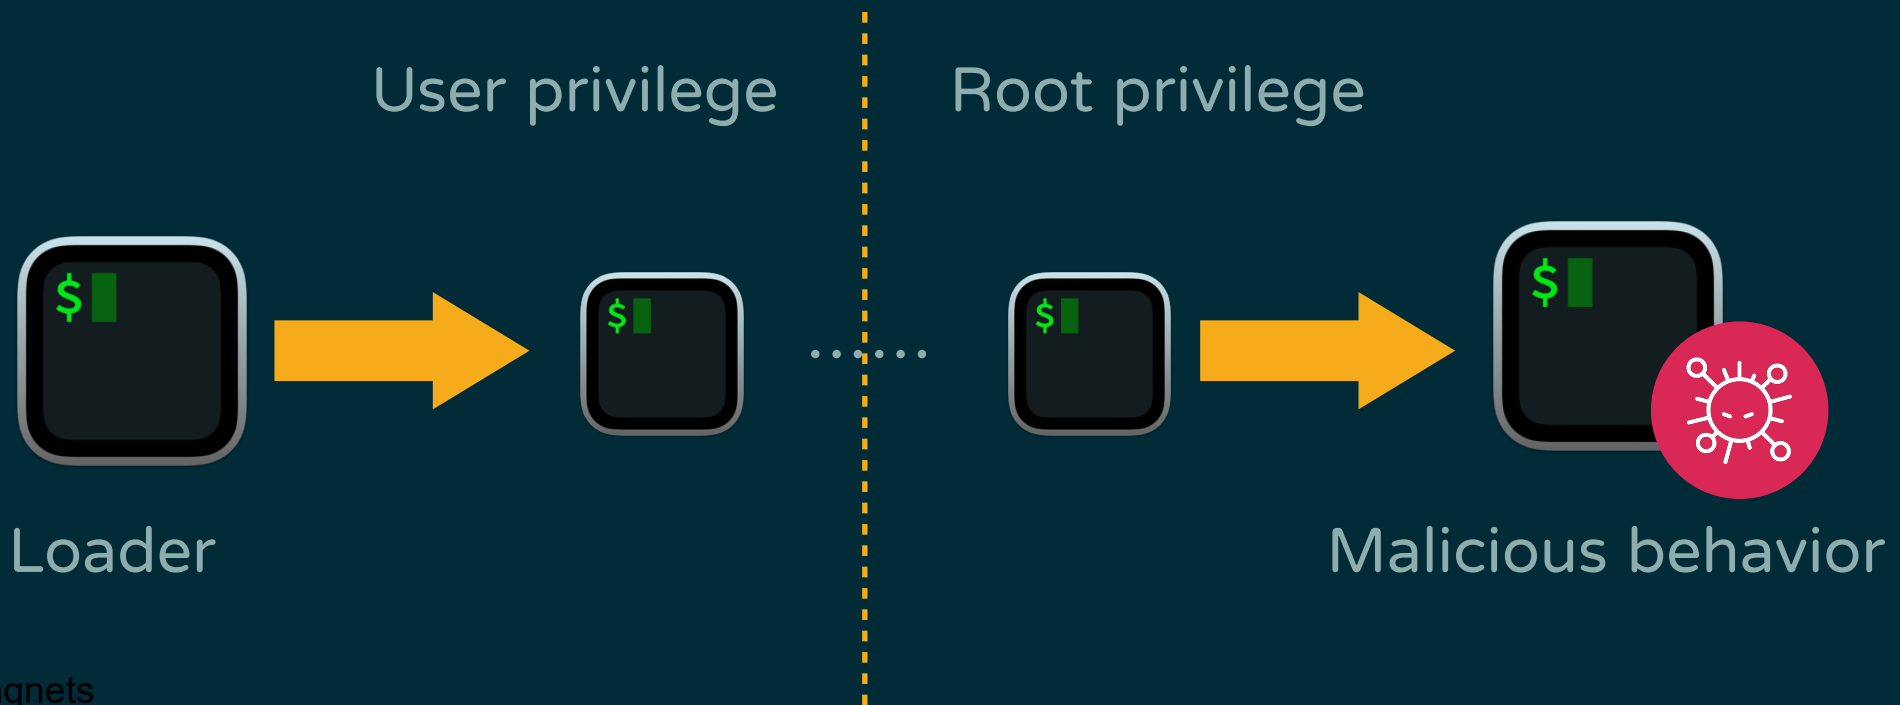 User privilege
Root privilege
$
$
$
$
Loader
Malicious behavior